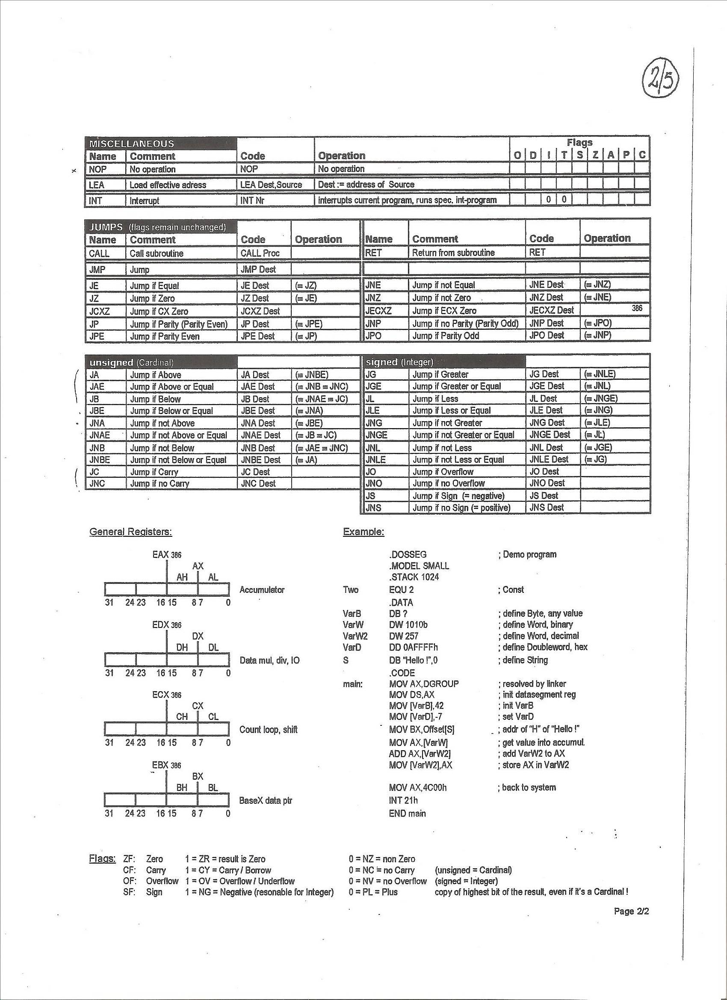 2/5
MISCELLANEOUS Flags
Name Comment Code Operation O D I T S Z A P C
x NOP No operation NOP No operation
LEA Load effective adress LEA Dest,Source Dest := address of Source
INT Interrupt INT Nr interrupts current program, runs spec. int-program 0 0
JUMPS (flags remain unchanged)
Name Comment Code Operation Name Comment Code Operation
CALL Call subroutine CALL Proc RET Return from subroutine RET
JMP Jump JMP Dest
JE Jump if Equal JE Dest (≡ JZ) JNE Jump if not Equal JNE Dest (≡ JNZ)
JZ Jump if Zero JZ Dest (≡ JE) JNZ Jump if not Zero JNZ Dest (≡ JNE)
JCXZ Jump if CX Zero JCXZ Dest JECXZ Jump if ECX Zero JECXZ Dest 386
JP Jump if Parity (Parity Even) JP Dest (≡ JPE) JNP Jump if no Parity (Parity Odd) JNP Dest (≡ JPO)
JPE Jump if Parity Even JPE Dest (≡ JP) JPO Jump if Parity Odd JPO Dest (≡ JNP)
unsigned (Cardinal) signed (Integer)
JA Jump if Above JA Dest (≡ JNBE) JG Jump if Greater JG Dest (≡ JNLE)
JAE Jump if Above or Equal JAE Dest (≡ JNB ≡ JNC) JGE Jump if Greater or Equal JGE Dest (≡ JNL)
JB Jump if Below JB Dest (≡ JNAE ≡ JC) JL Jump if Less JL Dest (≡ JNGE)
JBE Jump if Below or Equal JBE Dest (≡ JNA) JLE Jump if Less or Equal JLE Dest (≡ JNG)
JNA Jump if not Above JNA Dest (≡ JBE) JNG Jump if not Greater JNG Dest (≡ JLE)
JNAE Jump if not Above or Equal JNAE Dest (≡ JB ≡ JC) JNGE Jump if not Greater or Equal JNGE Dest (≡ JL)
JNB Jump if not Below JNB Dest (≡ JAE ≡ JNC) JNL Jump if not Less JNL Dest (≡ JGE)
JNBE Jump if not Below or Equal JNBE Dest (≡ JA) JNLE Jump if not Less or Equal JNLE Dest (≡ JG)
JC Jump if Carry JC Dest JO Jump if Overflow JO Dest
JNC Jump if no Carry JNC Dest JNO Jump if no Overflow JNO Dest
JS Jump if Sign (= negative) JS Dest
JNS Jump if no Sign (= positive) JNS Dest
General Registers:
EAX 386
AX
AH AL
Accumulator
31 24 23 16 15 8 7 0
EDX 386
DX
DH DL
Data mul, div, IO
31 24 23 16 15 8 7 0
ECX 386
CX
CH CL
Count loop, shift
31 24 23 16 15 8 7 0
EBX 386
BX
BH BL
BaseX data ptr
31 24 23 16 15 8 7 0
Example:
.DOSSEG ; Demo program
.MODEL SMALL
.STACK 1024
Two EQU 2 ; Const
.DATA
VarB DB ? ; define Byte, any value
VarW DW 1010b ; define Word, binary
VarW2 DW 257 ; define Word, decimal
VarD DD 0AFFFFh ; define Doubleword, hex
S DB "Hello !",0 ; define String
.CODE
main: MOV AX,DGROUP ; resolved by linker
MOV DS,AX ; init datasegment reg
MOV [VarB],42 ; init VarB
MOV [VarD],-7 ; set VarD
MOV BX,Offset[S] ; addr of "H" of "Hello !"
MOV AX,[VarW] ; get value into accumul.
ADD AX,[VarW2] ; add VarW2 to AX
MOV [VarW2],AX ; store AX in VarW2
MOV AX,4C00h ; back to system
INT 21h
END main
Flags: ZF: Zero 1 = ZR = result is Zero 0 = NZ = non Zero
CF: Carry 1 = CY = Carry / Borrow 0 = NC = no Carry (unsigned = Cardinal)
OF: Overflow 1 = OV = Overflow / Underflow 0 = NV = no Overflow (signed = Integer)
SF: Sign 1 = NG = Negative (resonable for Integer) 0 = PL = Plus copy of highest bit of the result, even if it's a Cardinal !
Page 2/2